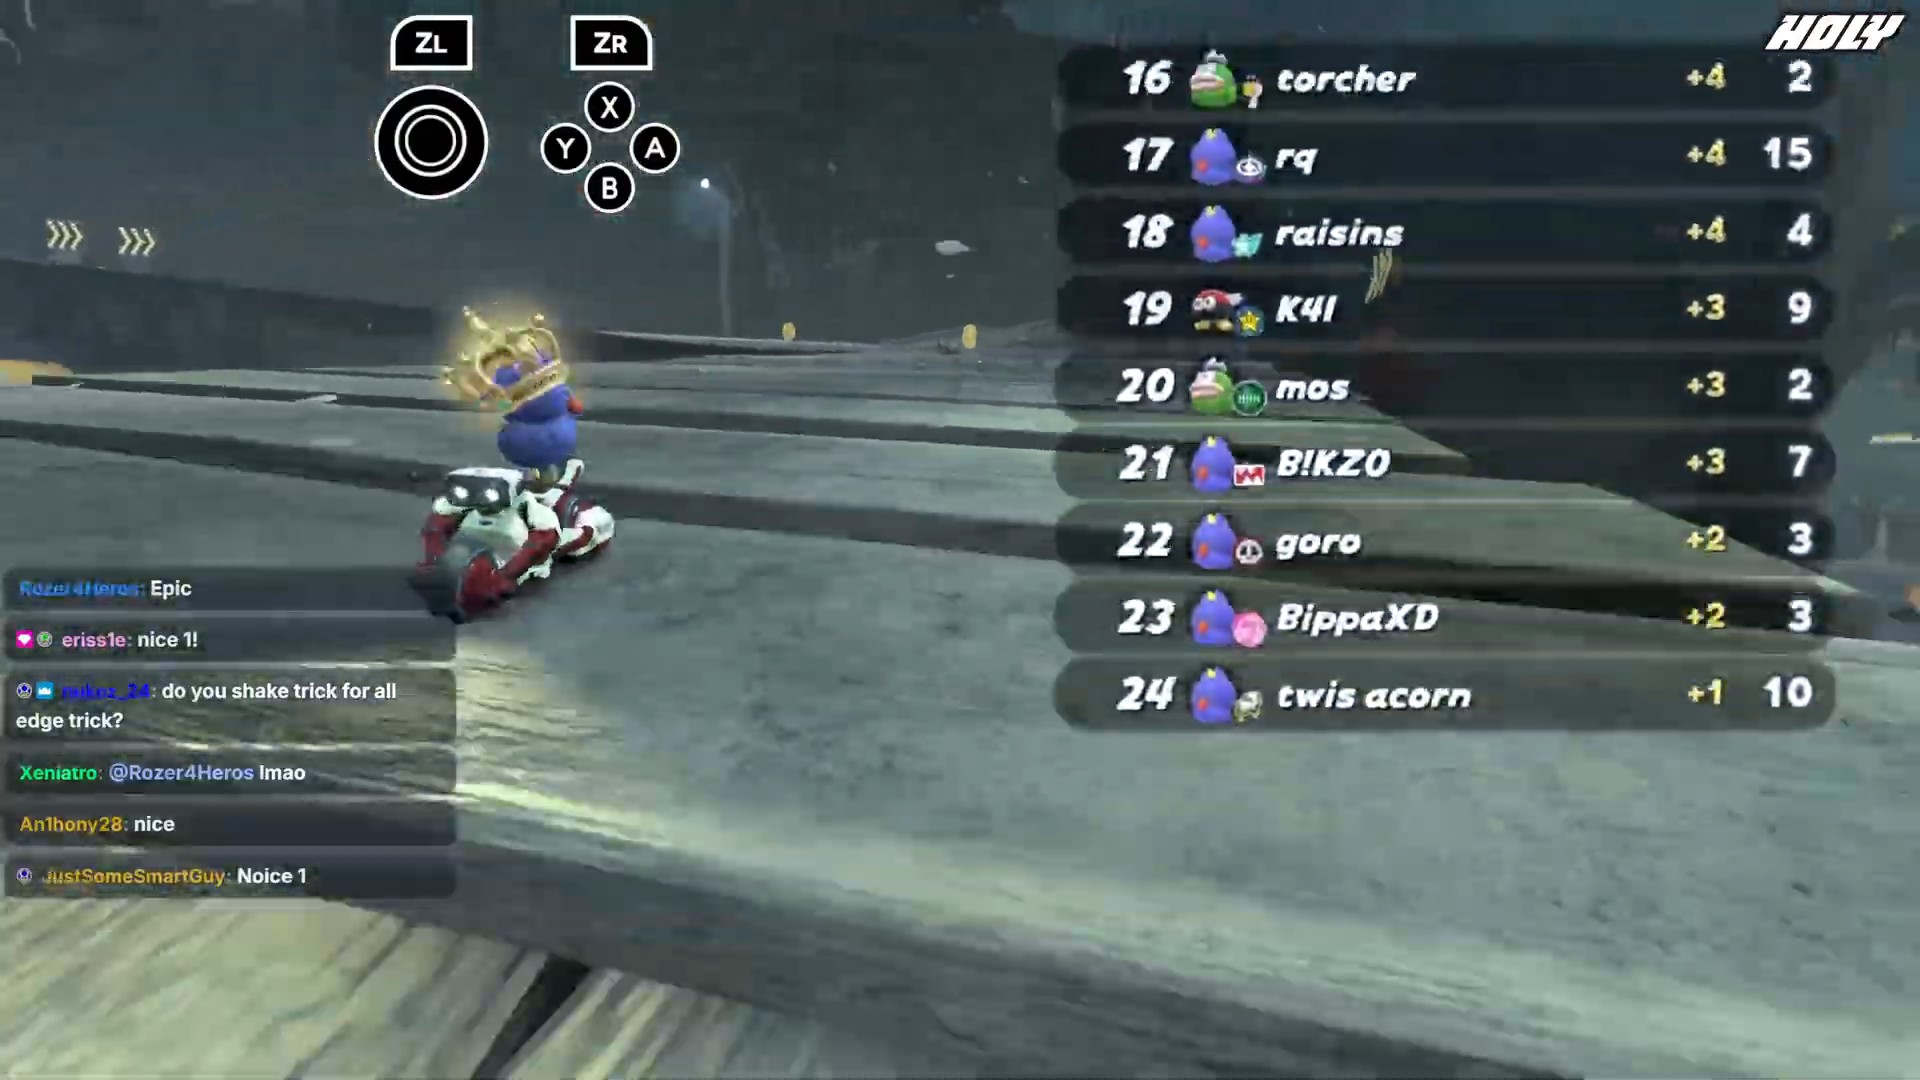 HOLY
ZL
ZR
X
Y
A
B
16 torcher +4 2
17 rq +4 15
18 raisins +4 4
19 K4I +3 9
20 mos +3 2
21 B!KZO +3 7
22 goro +2 3
23 BippaXD +2 3
24 twis acorn +1 10
Rozer4Heros: Epic
eriss1e: nice 1!
do you shake trick for all
edge trick?
Xeniatro: @Rozer4Heros lmao
An1hony28: nice
JustSomeSmartGuy: Noice 1